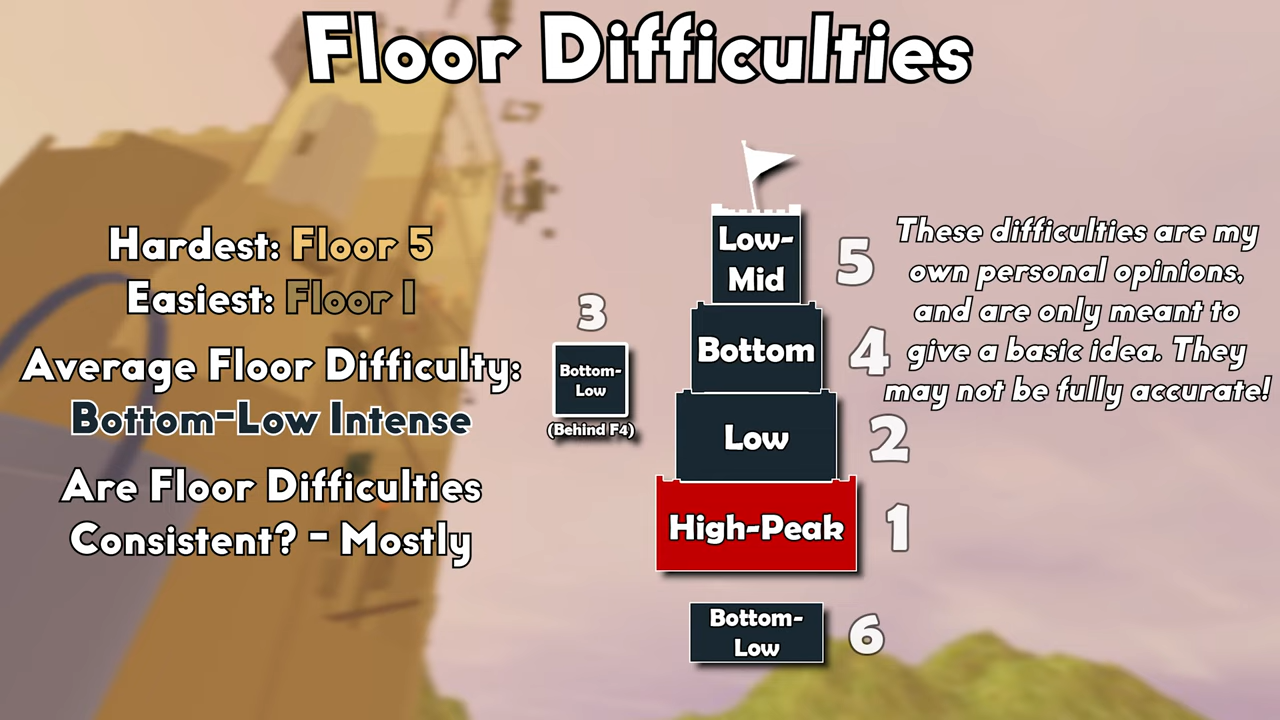 Floor Difficulties
Hardest: Floor 5
Easiest: Floor 1
Average Floor Difficulty:
Bottom-Low Intense
Are Floor Difficulties
Consistent? - Mostly
3
Bottom-
Low
(Behind F4)
Low-
Mid
5
Bottom
4
Low
2
High-Peak
1
Bottom-
Low
6
These difficulties are my
own personal opinions,
and are only meant to
give a basic idea. They
may not be fully accurate!